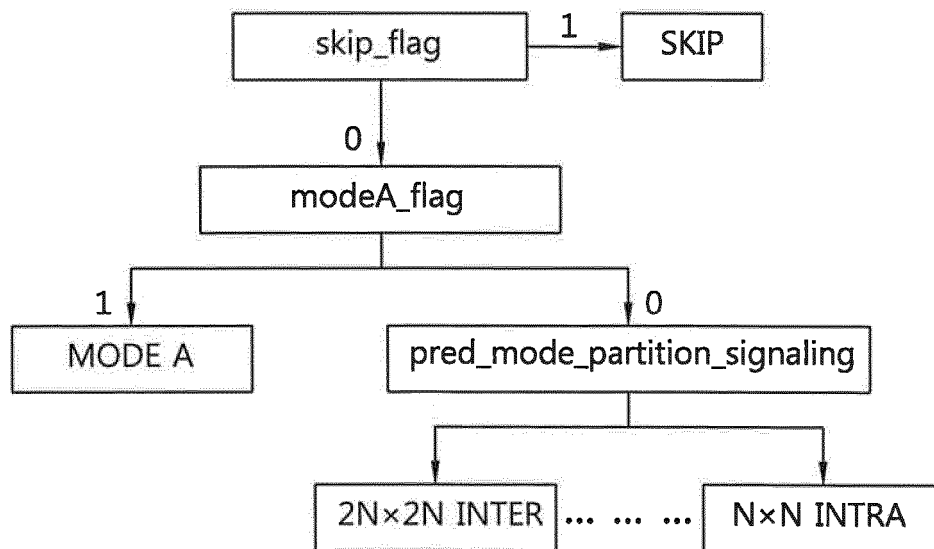 skip_flag
1
SKIP
0
modeA_flag
1
0
MODE A
pred_mode_partition_signaling
2N×2N INTER
... ... ...
N×N INTRA